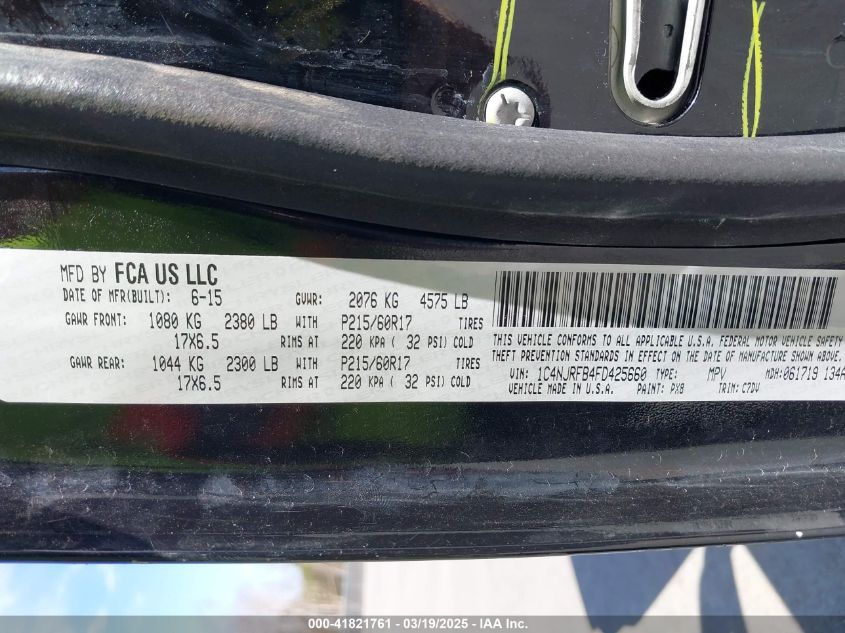 MFD BY FCA US LLC
DATE OF MFR(BUILT): 6-15 GVWR: 2076 KG 4575 LB
GAWR FRONT: 1080 KG 2380 LB WITH P215/60R17 TIRES
17X6.5 RIMS AT 220 KPA ( 32 PSI) COLD
GAWR REAR: 1044 KG 2300 LB WITH P215/60R17 TIRES
17X6.5 RIMS AT 220 KPA ( 32 PSI) COLD
THIS VEHICLE CONFORMS TO ALL APPLICABLE U.S.A. FEDERAL MOTOR VEHICLE SAFETY
THEFT PREVENTION STANDARDS IN EFFECT ON THE DATE OF MANUFACTURE SHOWN ABOVE.
VIN: 1C4NJRFB4FD425660 TYPE: MPV MDH:061719 134A
VEHICLE MADE IN U.S.A. PAINT: PX8 TRIM: C7DV
000-41821761 - 03/19/2025 - IAA Inc.